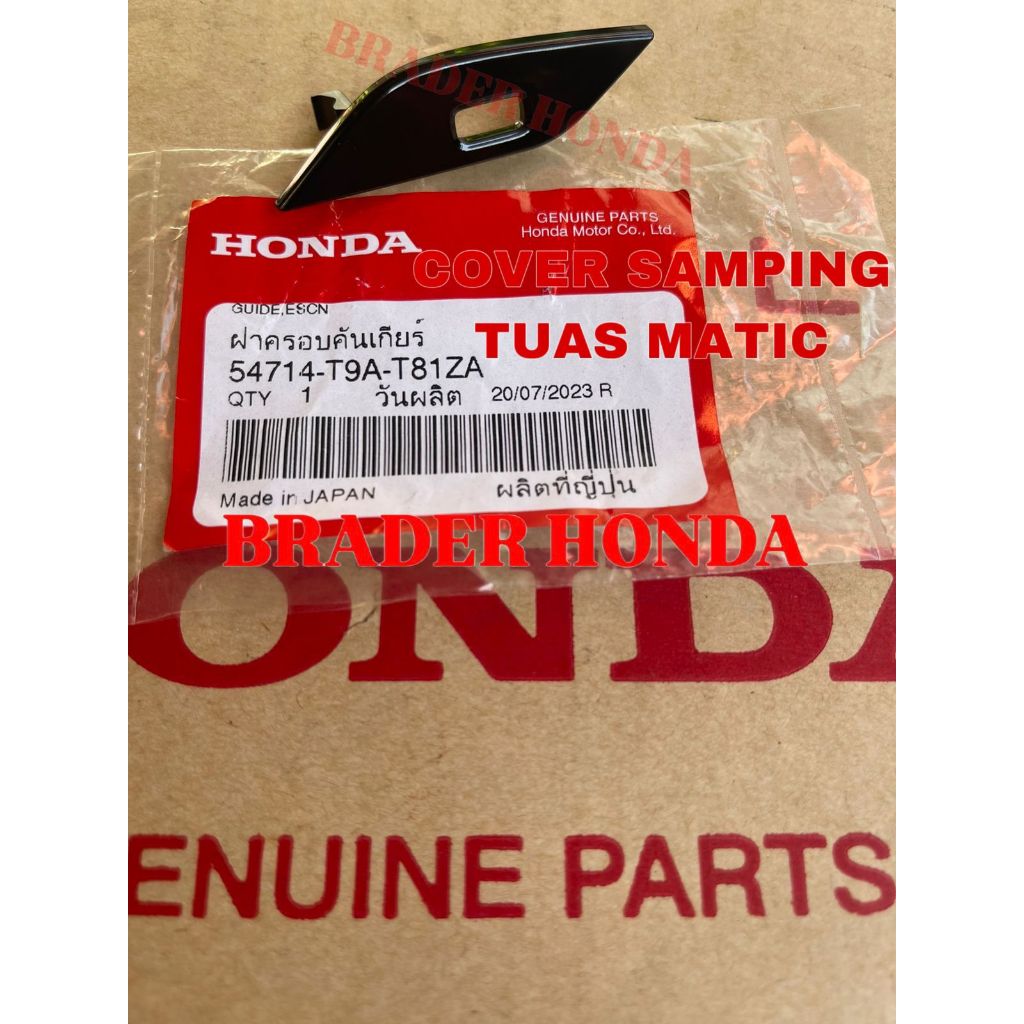 BRADER HONDA
HONDA
GENUINE PARTS
Honda Motor Co., Ltd.
COVER SAMPING
TUAS MATIC
GUIDE,ESCN
ฝาครอบคันเกียร์
54714-T9A-T81ZA
QTY 1 วันผลิต 20/07/2023 R
Made in JAPAN ผลิตที่ญี่ปุ่น
BRADER HONDA
ONDA
ENUINE PARTS